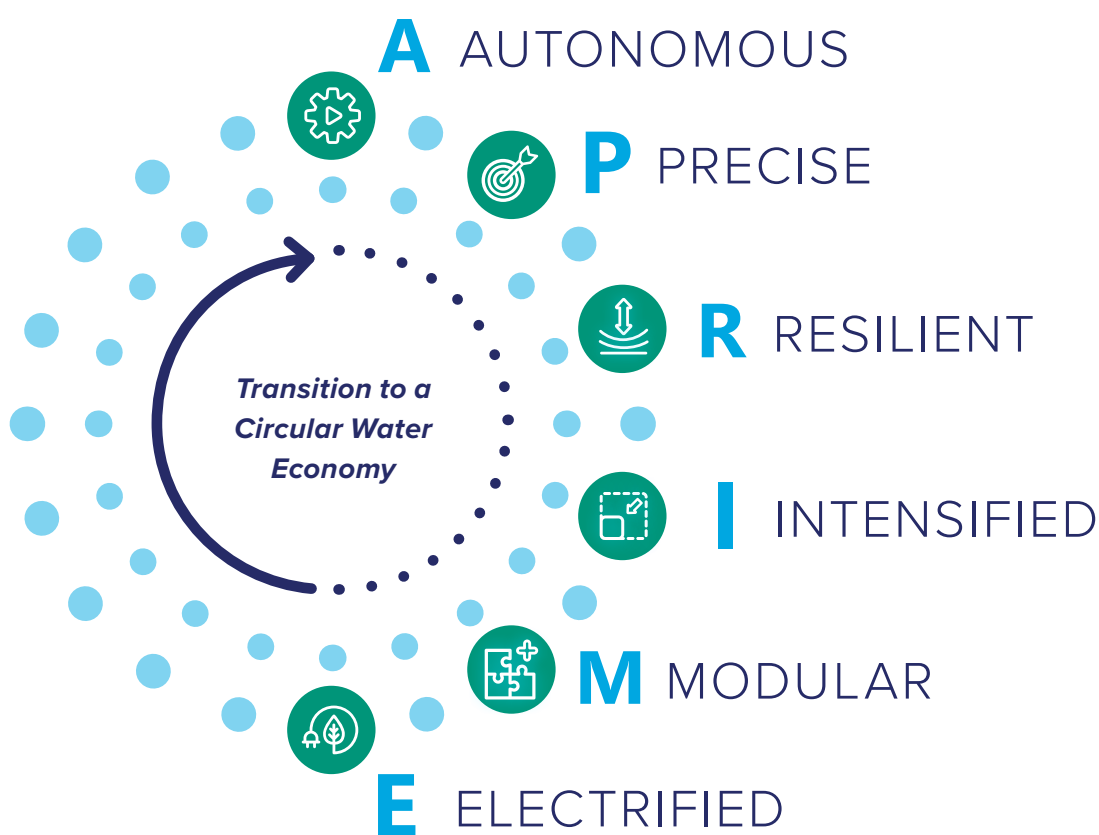 A AUTONOMOUS
P PRECISE
R RESILIENT
Transition to a
Circular Water
Economy
I INTENSIFIED
M MODULAR
E ELECTRIFIED